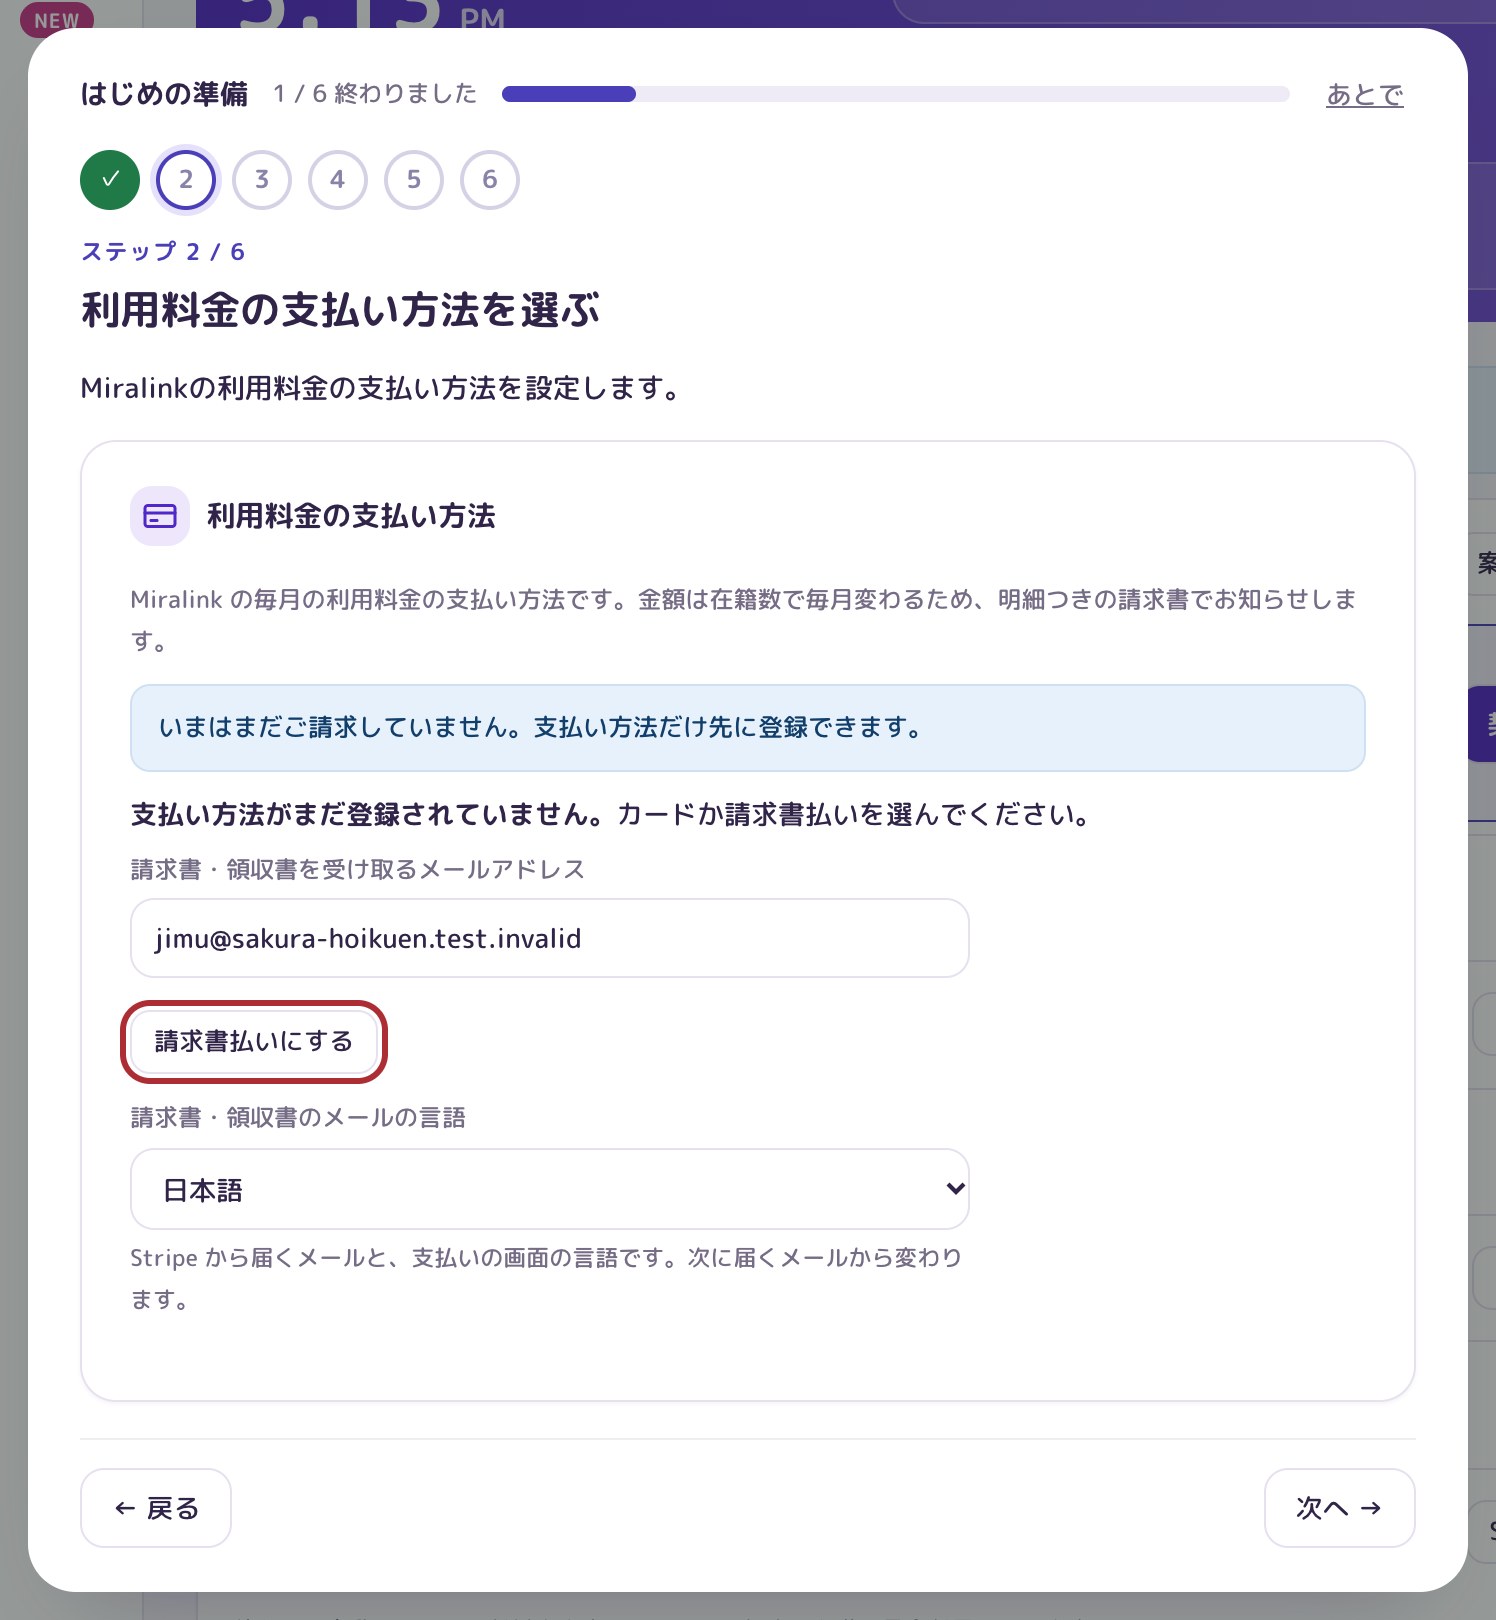 NEW
PM
はじめの準備 1 / 6 終わりました あとで
✓ 2 3 4 5 6
ステップ 2 / 6
利用料金の支払い方法を選ぶ
Miralinkの利用料金の支払い方法を設定します。
利用料金の支払い方法
Miralink の毎月の利用料金の支払い方法です。金額は在籍数で毎月変わるため、明細つきの請求書でお知らせしま
す。
いまはまだご請求していません。支払い方法だけ先に登録できます。
支払い方法がまだ登録されていません。カードか請求書払いを選んでください。
請求書・領収書を受け取るメールアドレス
jimu@sakura-hoikuen.test.invalid
請求書払いにする
請求書・領収書のメールの言語
日本語
Stripe から届くメールと、支払いの画面の言語です。次に届くメールから変わり
ます。
← 戻る 次へ →